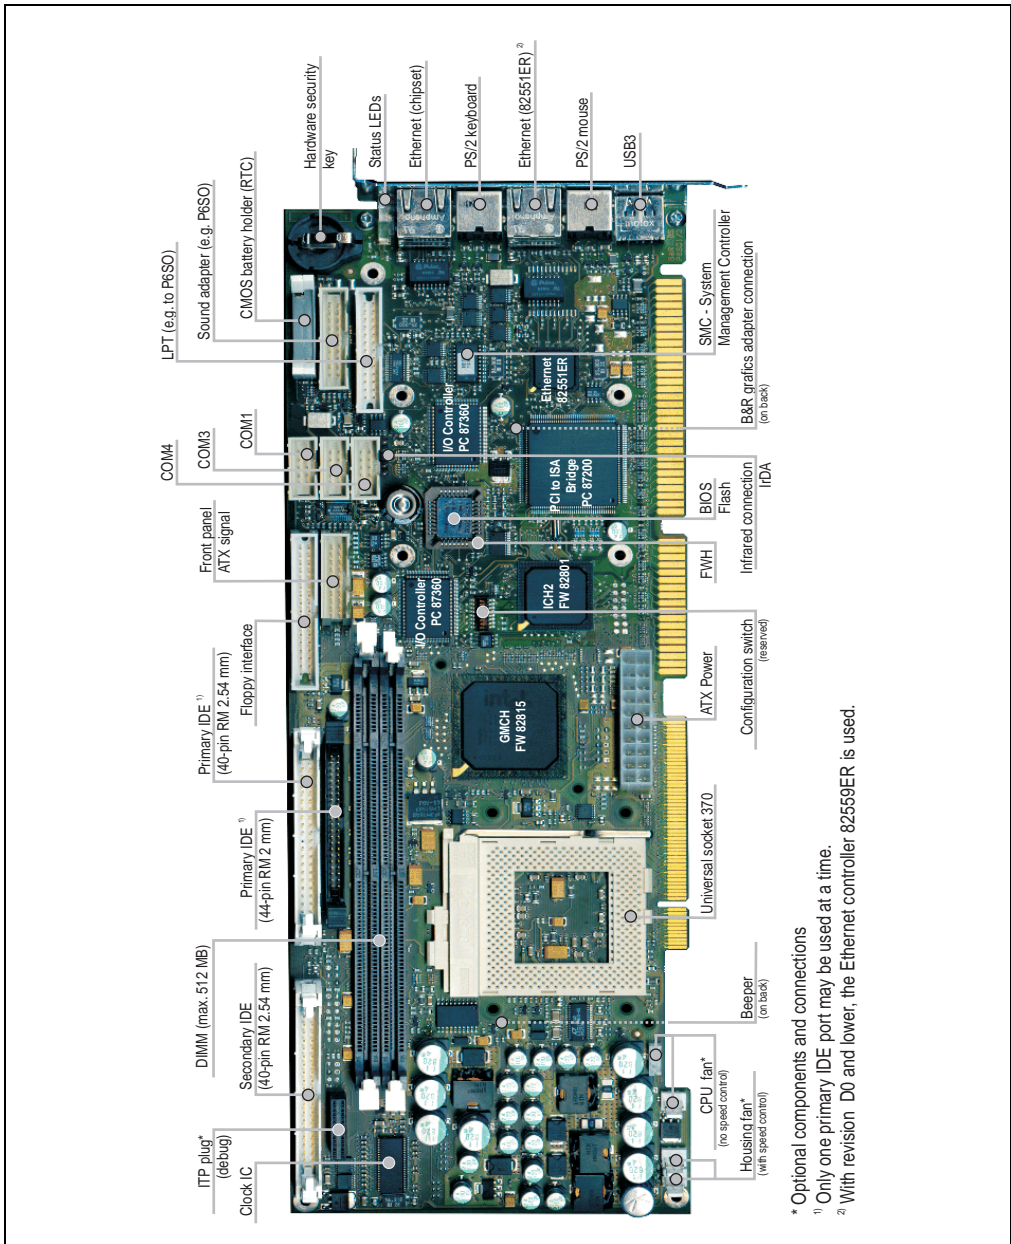 Hardware security
key
Status LEDs
Ethernet (chipset)
PS/2 keyboard
Ethernet (82551ER) 2)
PS/2 mouse
USB3
CMOS battery holder (RTC)
Sound adapter (e.g. P6SO)
LPT (e.g. to P6SO)
COM1
COM3
COM4
Front panel
ATX signal
Floppy interface
Primary IDE 1)
(40-pin RM 2.54 mm)
Primary IDE 1)
(44-pin RM 2 mm)
DIMM (max. 512 MB)
Secondary IDE
(40-pin RM 2.54 mm)
ITP plug*
(debug)
Clock IC
SMC - System
Management Controller
B&R grafics adapter connection
(on back)
Infrared connection
IrDA
BIOS
Flash
FWH
Configuration switch
(reserved)
ATX Power
Universal socket 370
Beeper
(on back)
CPU fan*
(no speed control)
Housing fan*
(with speed control)
I/O Controller
PC 87360
Ethernet
82551ER
PCI to ISA
Bridge
PC 87200
I/O Controller
PC 87360
ICH2
FW 82801
GMCH
FW 82815
* Optional components and connections
1) Only one primary IDE port may be used at a time.
2) With revision D0 and lower, the Ethernet controller 82559ER is used.